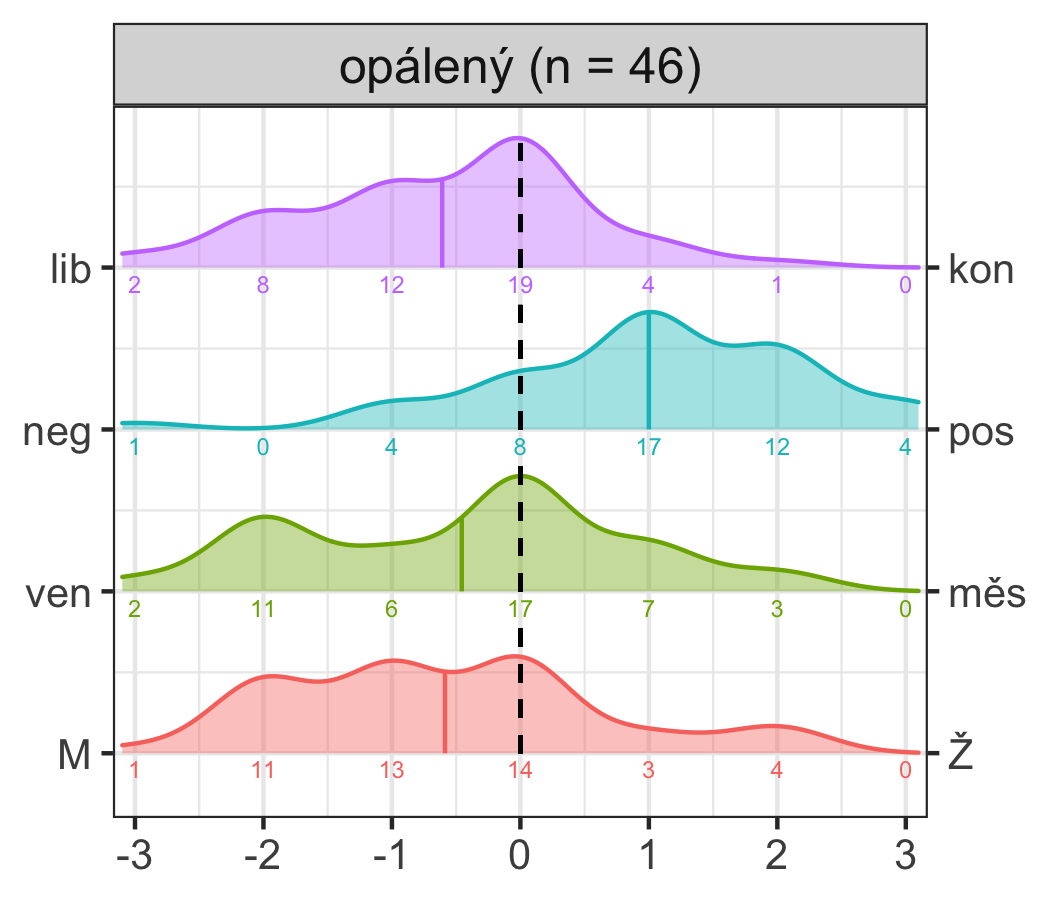 opálený (n = 46)
lib kon
2 8 12 19 4 1 0
neg pos
1 0 4 8 17 12 4
ven měs
2 11 6 17 7 3 0
M Ž
1 11 13 14 3 4 0
-3 -2 -1 0 1 2 3